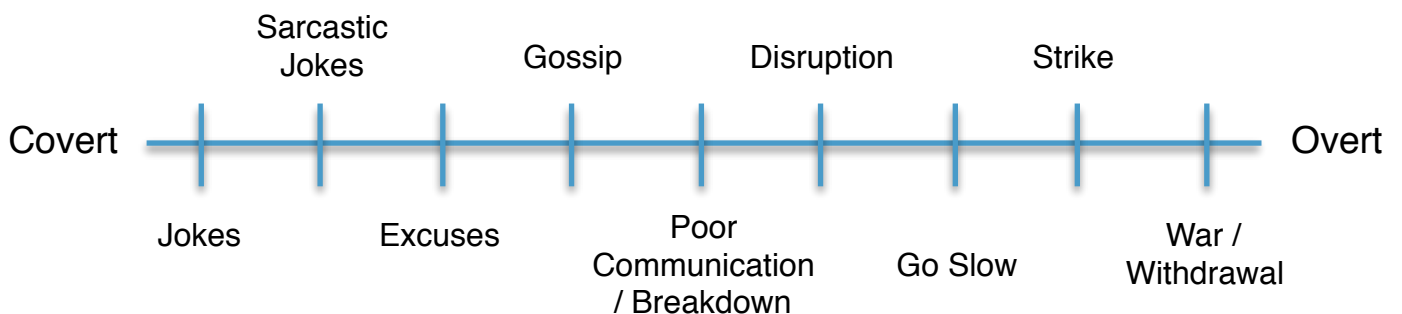 Sarcastic
Jokes
Gossip
Disruption
Strike
Covert
Overt
Jokes
Excuses
Poor
Communication
/ Breakdown
Go Slow
War /
Withdrawal